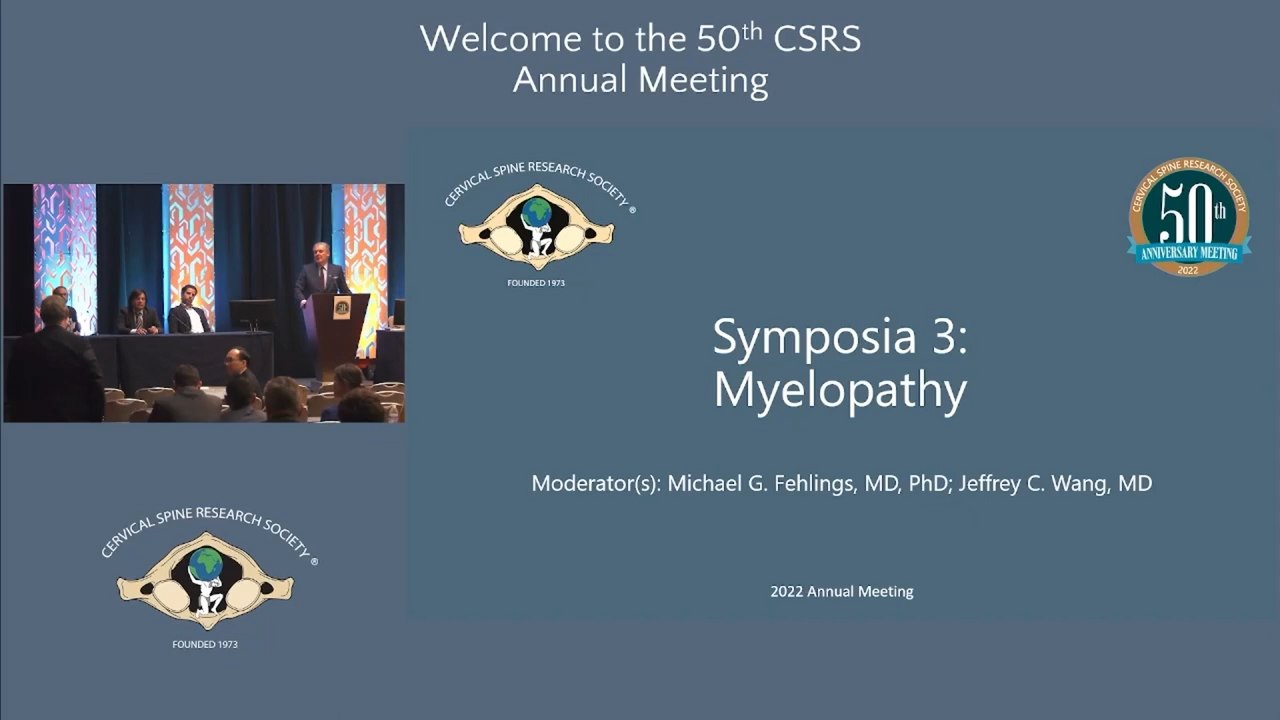 Welcome to the 50th CSRS
Annual Meeting
CERVICAL SPINE RESEARCH SOCIETY ®
FOUNDED 1973
CERVICAL SPINE RESEARCH SOCIETY
50th
ANNIVERSARY MEETING
2022
Symposia 3:
Myelopathy
Moderator(s): Michael G. Fehlings, MD, PhD; Jeffrey C. Wang, MD
2022 Annual Meeting
CERVICAL SPINE RESEARCH SOCIETY ®
FOUNDED 1973